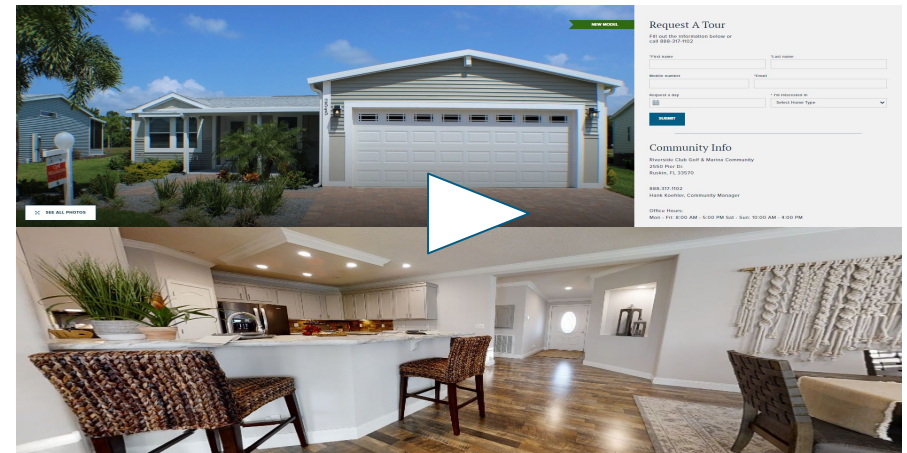 NEW MODEL
Request A Tour
Fill out the information below or
call 888-317-1102
*First name
*Last name
Mobile number
*Email
Request a day
* I'm interested in
Select Home Type
SUBMIT
Community Info
Riverside Club Golf & Marina Community
2550 Pier Dr.
Ruskin, FL 33570
888-317-1102
Hank Koehler, Community Manager
Office Hours:
Mon - Fri: 8:00 AM - 5:00 PM Sat - Sun: 10:00 AM - 4:00 PM
SEE ALL PHOTOS